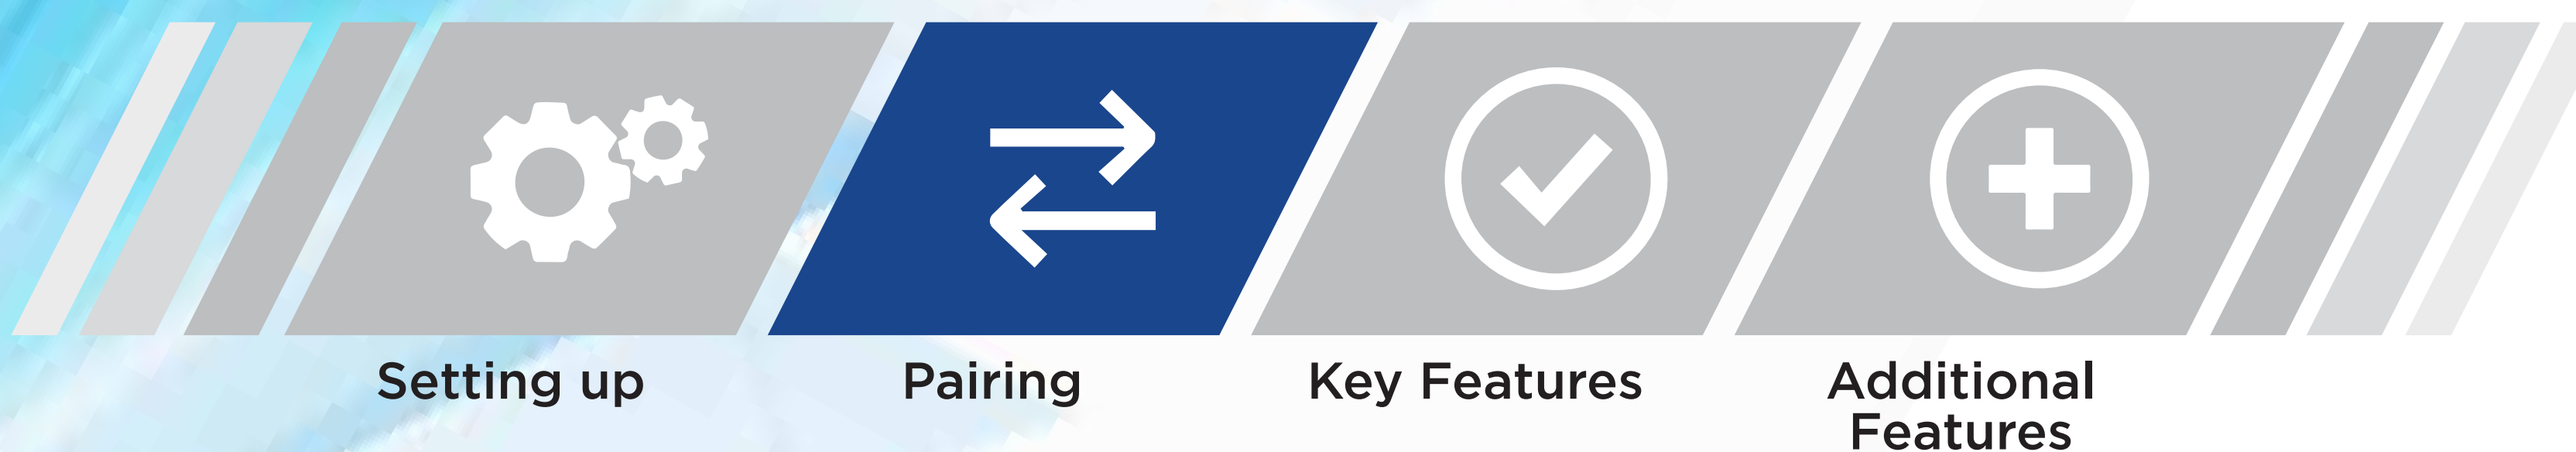 Setting up
Pairing
Key Features
Additional
Features